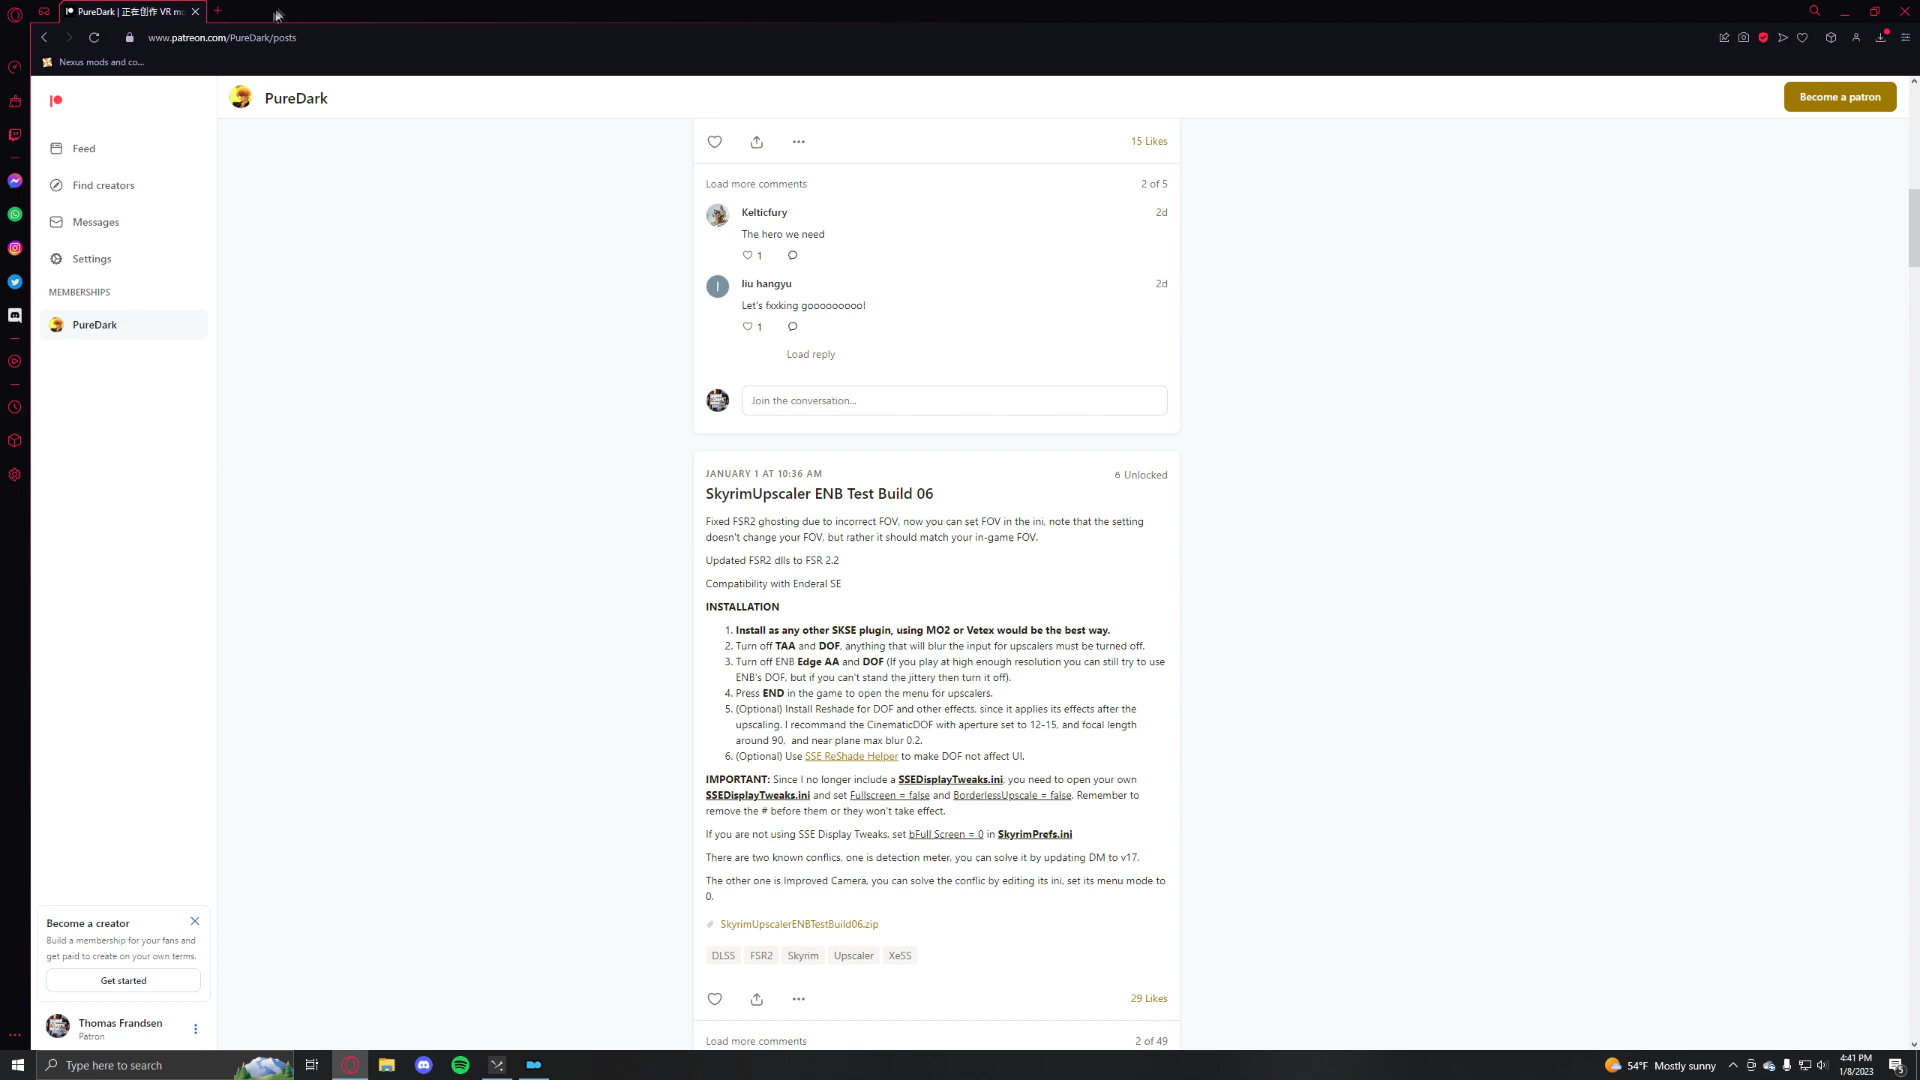 PureDark | 正在创作 VR m
www.patreon.com/PureDark/posts
Nexus mods and co...
PureDark
Become a patron
Feed
Find creators
Messages
Settings
MEMBERSHIPS
PureDark
15 Likes
Load more comments
2 of 5
Kelticfury
2d
The hero we need
1
I
liu hangyu
2d
Let's fxxking gooooooooo!
1
Load reply
Join the conversation...
JANUARY 1 AT 10:36 AM
Unlocked
SkyrimUpscaler ENB Test Build 06
Fixed FSR2 ghosting due to incorrect FOV, now you can set FOV in the ini, note that the setting
doesn't change your FOV, but rather it should match your in-game FOV.
Updated FSR2 dlls to FSR 2.2
Compatibility with Enderal SE
INSTALLATION
1. Install as any other SKSE plugin, using MO2 or Vetex would be the best way.
2. Turn off TAA and DOF, anything that will blur the input for upscalers must be turned off.
3. Turn off ENB Edge AA and DOF (If you play at high enough resolution you can still try to use
ENB's DOF, but if you can't stand the jittery then turn it off).
4. Press END in the game to open the menu for upscalers.
5. (Optional) Install Reshade for DOF and other effects, since it applies its effects after the
upscaling. I recommand the CinematicDOF with aperture set to 12-15, and focal length
around 90, and near plane max blur 0.2.
6. (Optional) Use SSE ReShade Helper to make DOF not affect UI.
IMPORTANT: Since I no longer include a SSEDisplayTweaks.ini, you need to open your own
SSEDisplayTweaks.ini and set Fullscreen = false and BorderlessUpscale = false. Remember to
remove the # before them or they won't take effect.
If you are not using SSE Display Tweaks, set bFull Screen = 0 in SkyrimPrefs.ini
There are two known conflics, one is detection meter, you can solve it by updating DM to v17.
The other one is Improved Camera, you can solve the conflic by editing its ini, set its menu mode to
0.
SkyrimUpscalerENBTestBuild06.zip
DLSS FSR2 Skyrim Upscaler XeSS
29 Likes
Load more comments
2 of 49
Become a creator
Build a membership for your fans and
get paid to create on your own terms.
Get started
Thomas Frandsen
Patron
Type here to search
54°F Mostly sunny
4:41 PM
1/8/2023
5